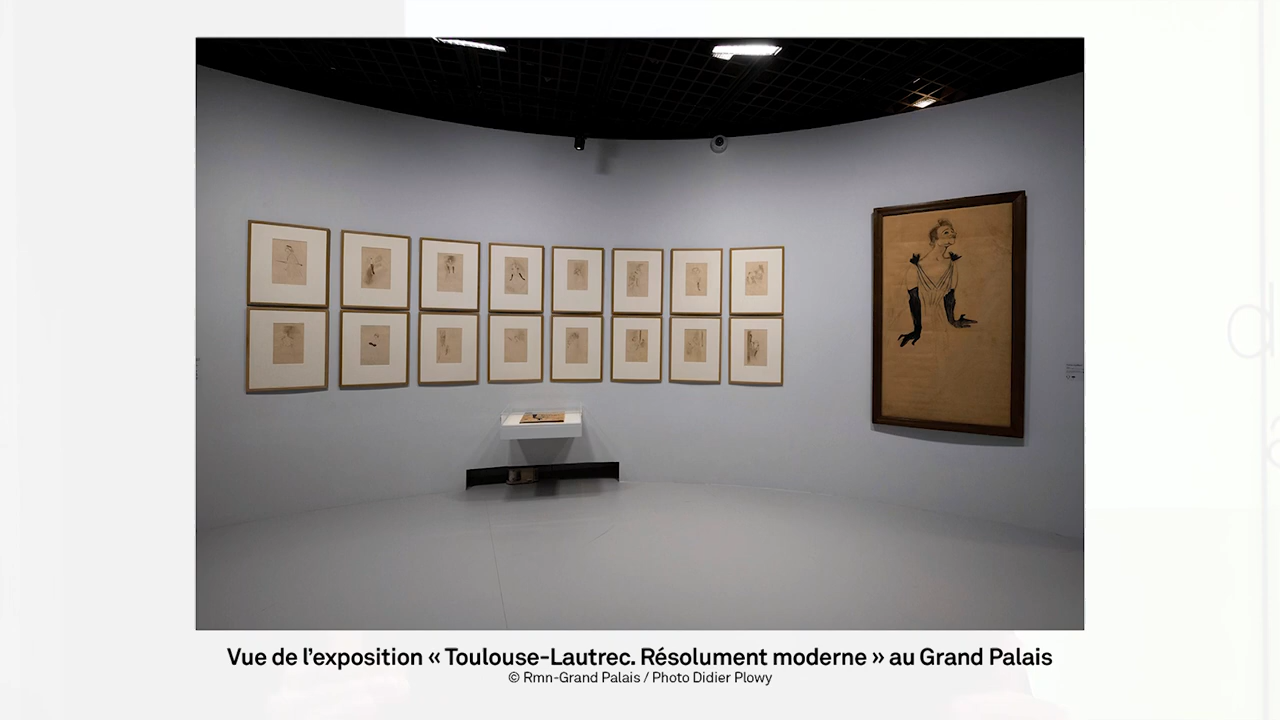 Vue de l'exposition « Toulouse-Lautrec. Résolument moderne » au Grand Palais
© Rmn-Grand Palais / Photo Didier Plowy